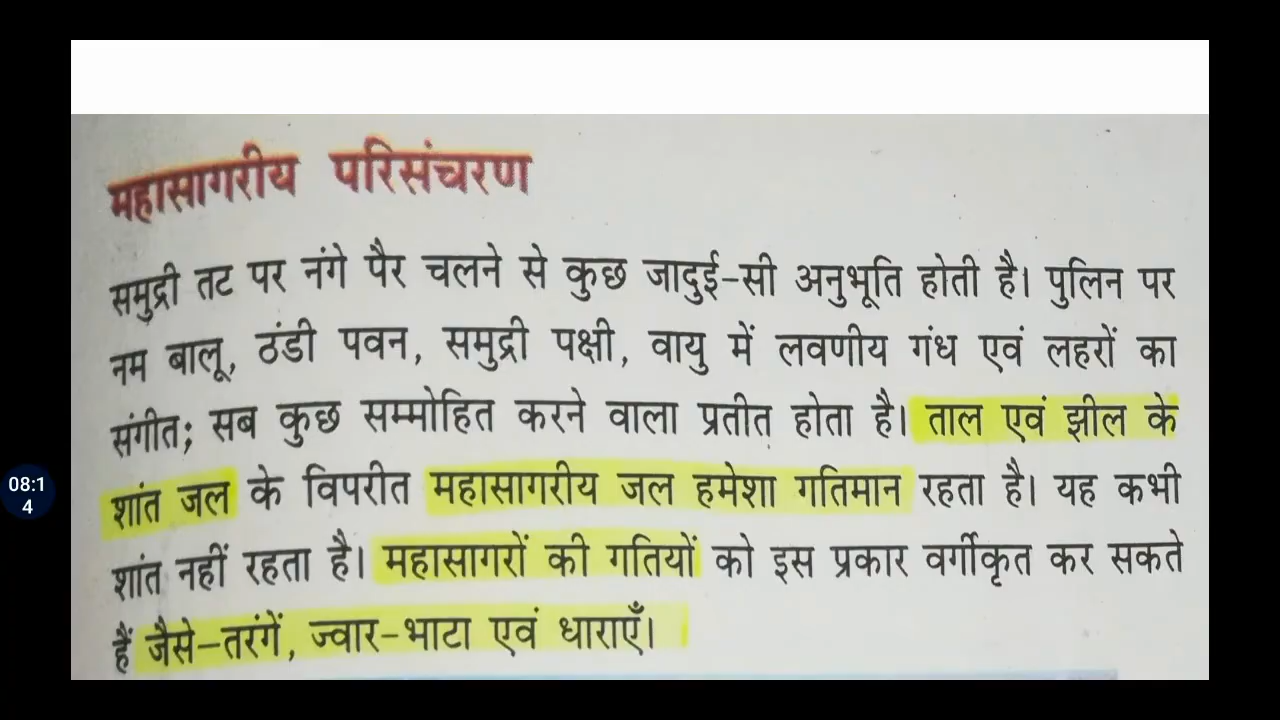 महासागरीय परिसंचरण
समुद्री तट पर नंगे पैर चलने से कुछ जादुई-सी अनुभूति होती है। पुलिन पर
नम बालू, ठंडी पवन, समुद्री पक्षी, वायु में लवणीय गंध एवं लहरों का
संगीत; सब कुछ सम्मोहित करने वाला प्रतीत होता है। ताल एवं झील के
शांत जल के विपरीत महासागरीय जल हमेशा गतिमान रहता है। यह कभी
शांत नहीं रहता है। महासागरों की गतियों को इस प्रकार वर्गीकृत कर सकते
हैं जैसे–तरंगें, ज्वार-भाटा एवं धाराएँ।
08:1
4